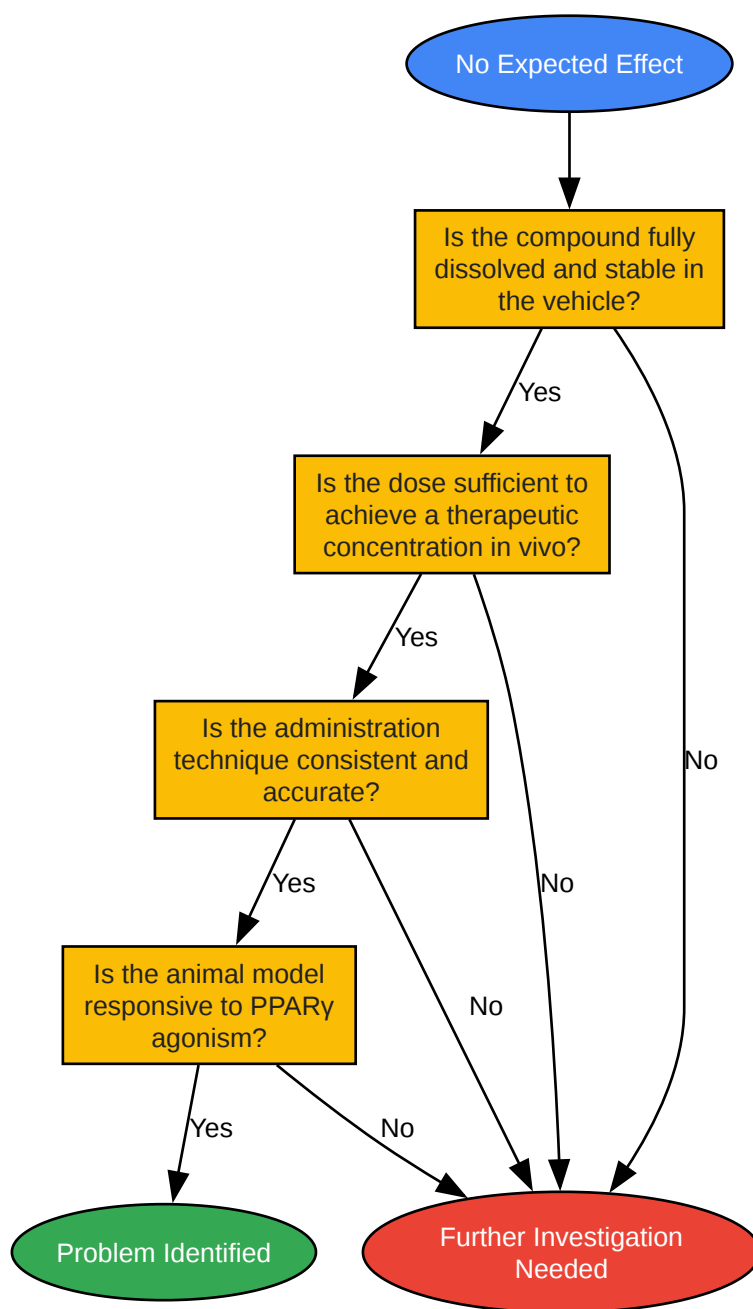 No Expected Effect
Is the compound fully
dissolved and stable in
the vehicle?
Yes
Is the dose sufficient to
achieve a therapeutic
concentration in vivo?
Yes
Is the administration
technique consistent and
accurate?
No
Yes
No
Is the animal model
responsive to PPARγ
agonism?
No
Yes
No
Problem Identified
Further Investigation
Needed